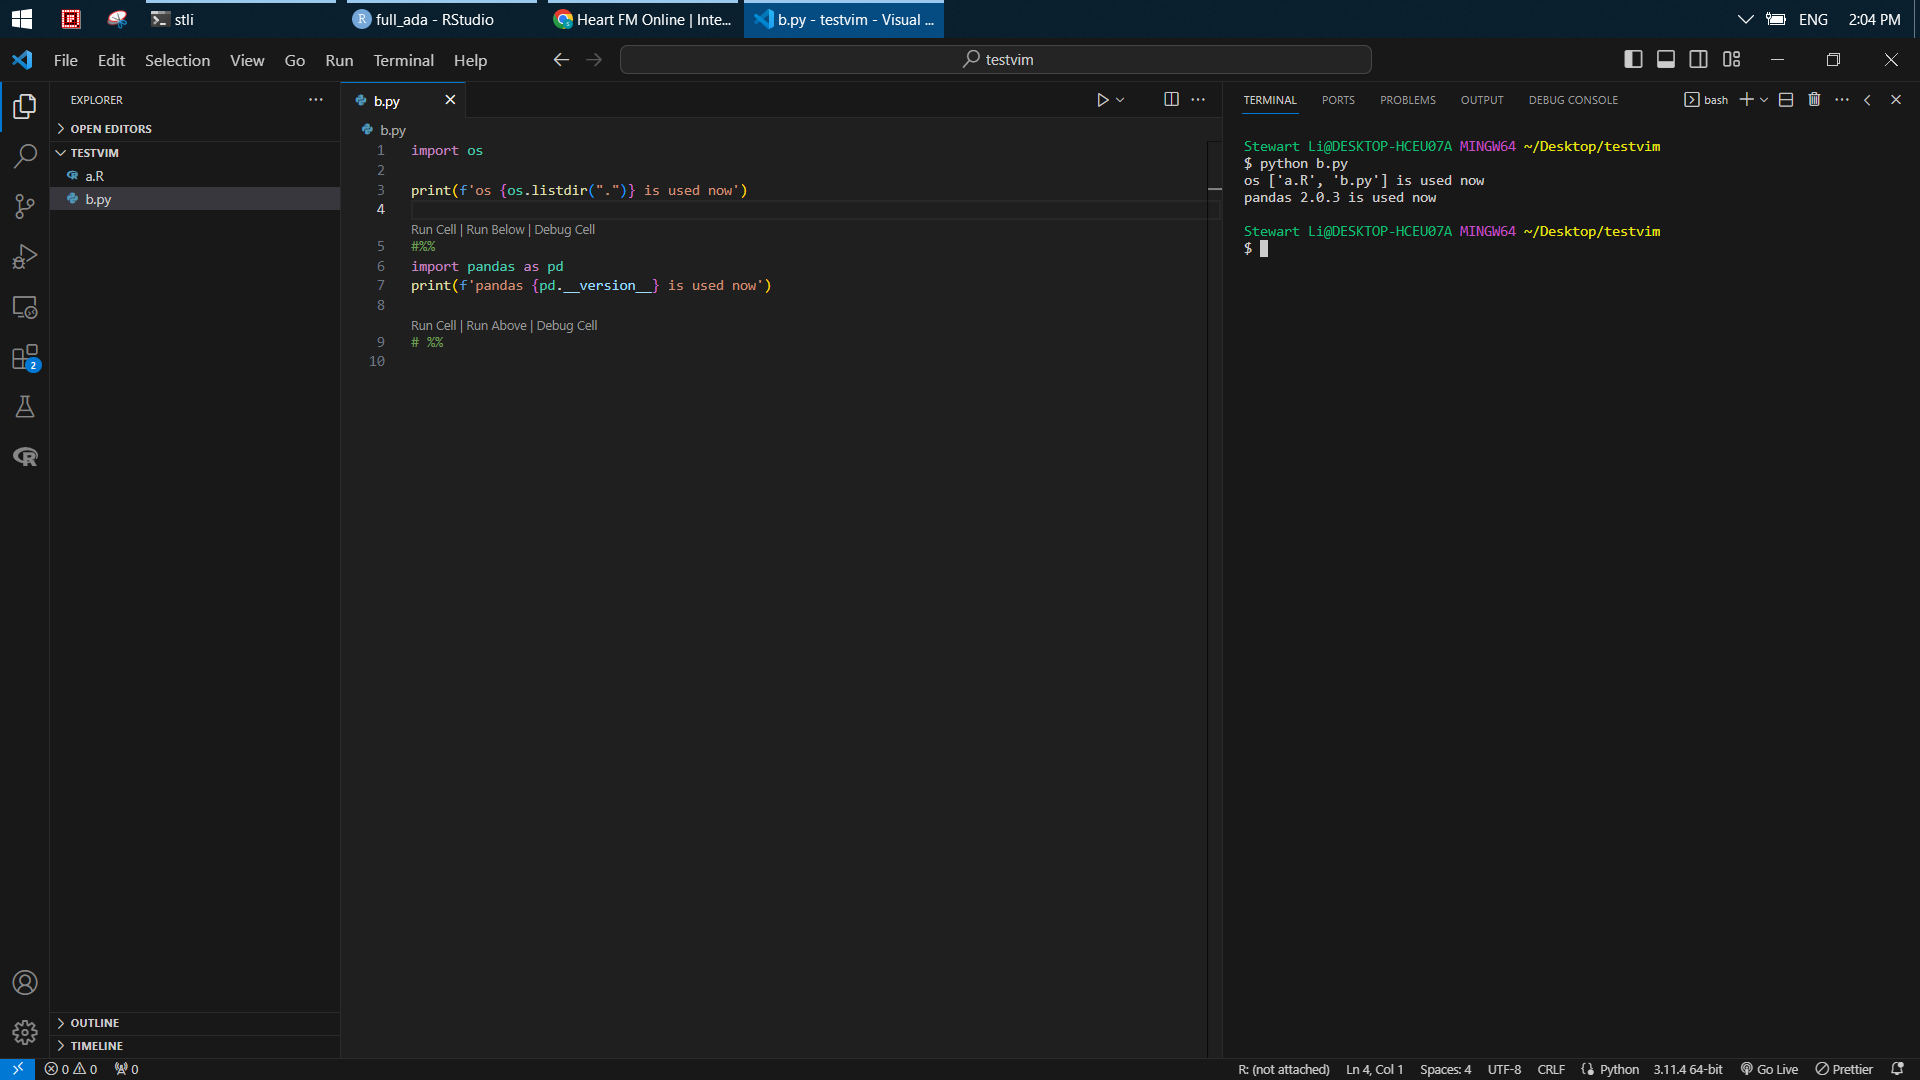 stli
full_ada - RStudio
Heart FM Online | Inte...
b.py - testvim - Visual ...
ENG
2:04 PM
File Edit Selection View Go Run Terminal Help
testvim
EXPLORER
OPEN EDITORS
TESTVIM
a.R
b.py
OUTLINE
TIMELINE
2
b.py
b.py
1 import os
2
3 print(f'os {os.listdir(".")} is used now')
4
Run Cell | Run Below | Debug Cell
5 #%%
6 import pandas as pd
7 print(f'pandas {pd.__version__} is used now')
8
Run Cell | Run Above | Debug Cell
9 # %%
10
TERMINAL PORTS PROBLEMS OUTPUT DEBUG CONSOLE
bash
Stewart Li@DESKTOP-HCEU07A MINGW64 ~/Desktop/testvim
$ python b.py
os ['a.R', 'b.py'] is used now
pandas 2.0.3 is used now
Stewart Li@DESKTOP-HCEU07A MINGW64 ~/Desktop/testvim
$
0 0 0
R: (not attached) Ln 4, Col 1 Spaces: 4 UTF-8 CRLF Python 3.11.4 64-bit Go Live Prettier